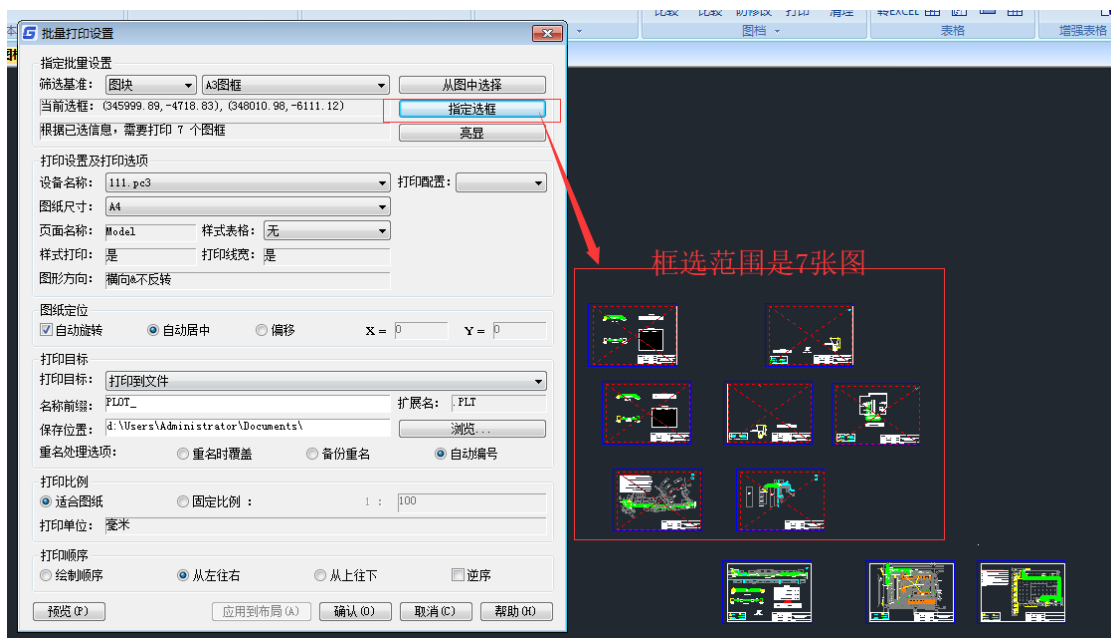 比较 比较 防修改 打印 清理 转EXCEL
图档 表格 增强表格
批量打印设置
指定批量设置
筛选基准: 图块 A3图框 从图中选择
当前选框: (345999.89,-4718.83), (348010.98,-6111.12) 指定选框
根据已选信息,需要打印 7 个图框 亮显
打印设置及打印选项
设备名称: 111.pc3 打印配置:
图纸尺寸: A4
页面名称: Model 样式表格: 无
样式打印: 是 打印线宽: 是
图形方向: 横向&不反转
框选范围是7张图
图纸定位
自动旋转 自动居中 偏移 X = 0 Y = 0
打印目标
打印目标: 打印到文件
名称前缀: PLOT_ 扩展名: .PLT
保存位置: d:\Users\Administrator\Documents\ 浏览...
重名处理选项: 重名时覆盖 备份重名 自动编号
打印比例
适合图纸 固定比例 : 1 : 100
打印单位: 毫米
打印顺序
绘制顺序 从左往右 从上往下 逆序
预览(P) 应用到布局(A) 确认(O) 取消(C) 帮助(H)